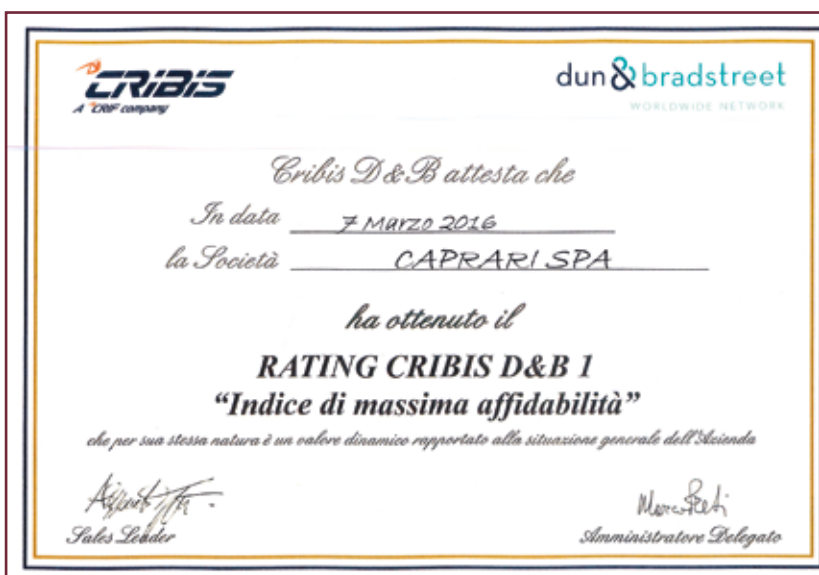 CRIBIS
A CRIF company
dun & bradstreet
WORLDWIDE NETWORK
Cribis D&B attesta che
In data 7 Marzo 2016
la Società CAPRARI SPA
ha ottenuto il
RATING CRIBIS D&B 1
“Indice di massima affidabilità”
che per sua stessa natura è un valore dinamico rapportato alla situazione generale dell'Azienda
Sales Leader
Amministratore Delegato